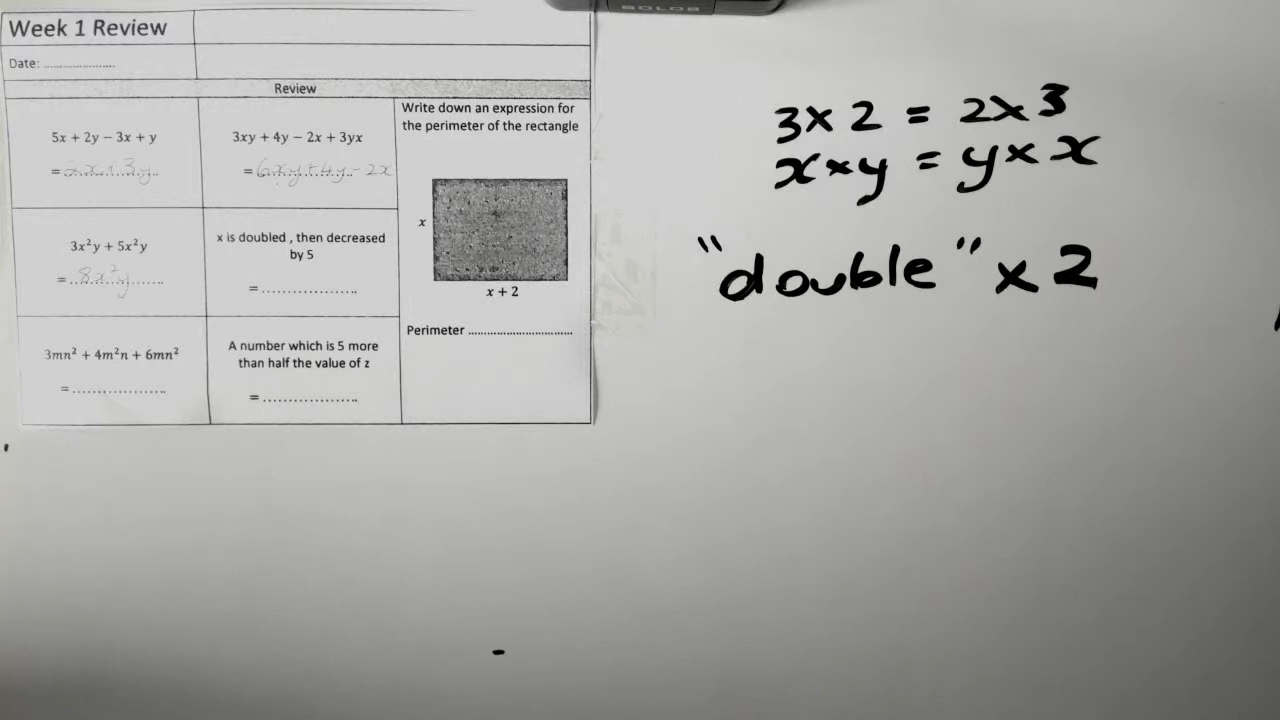 SOLO8
Week 1 Review
Date: .....................
Review
5x + 2y − 3x + y
= 2x + 3y
3xy + 4y − 2x + 3yx
= 6xy + 4y - 2x
Write down an expression for
the perimeter of the rectangle
x
x + 2
Perimeter ................................
3x²y + 5x²y
= 8x²y
x is doubled , then decreased
by 5
= ...................
3mn² + 4m²n + 6mn²
= ...................
A number which is 5 more
than half the value of z
= ...................
3 x 2 = 2 x 3
x × y = y × x
"double" x 2